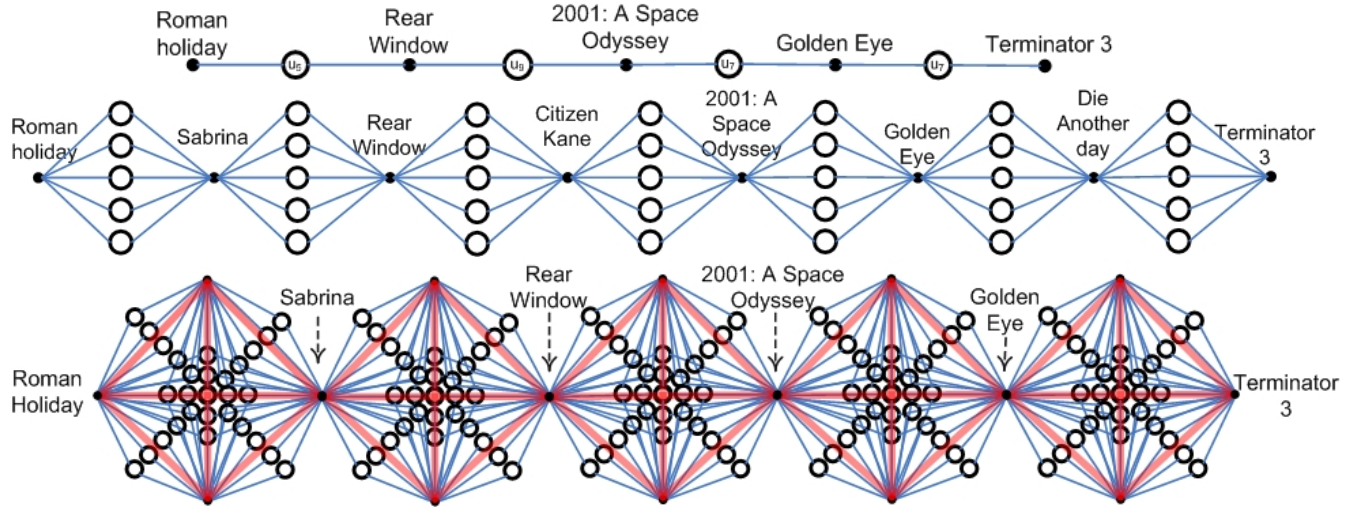 Roman
holiday
Rear
Window
2001: A Space
Odyssey
Golden Eye
Terminator 3
u5
u9
u7
u7
Roman
holiday
Sabrina
Rear
Window
Citizen
Kane
2001: A
Space
Odyssey
Golden
Eye
Die
Another
day
Terminator
3
Roman
Holiday
Sabrina
Rear
Window
2001: A Space
Odyssey
Golden
Eye
Terminator
3